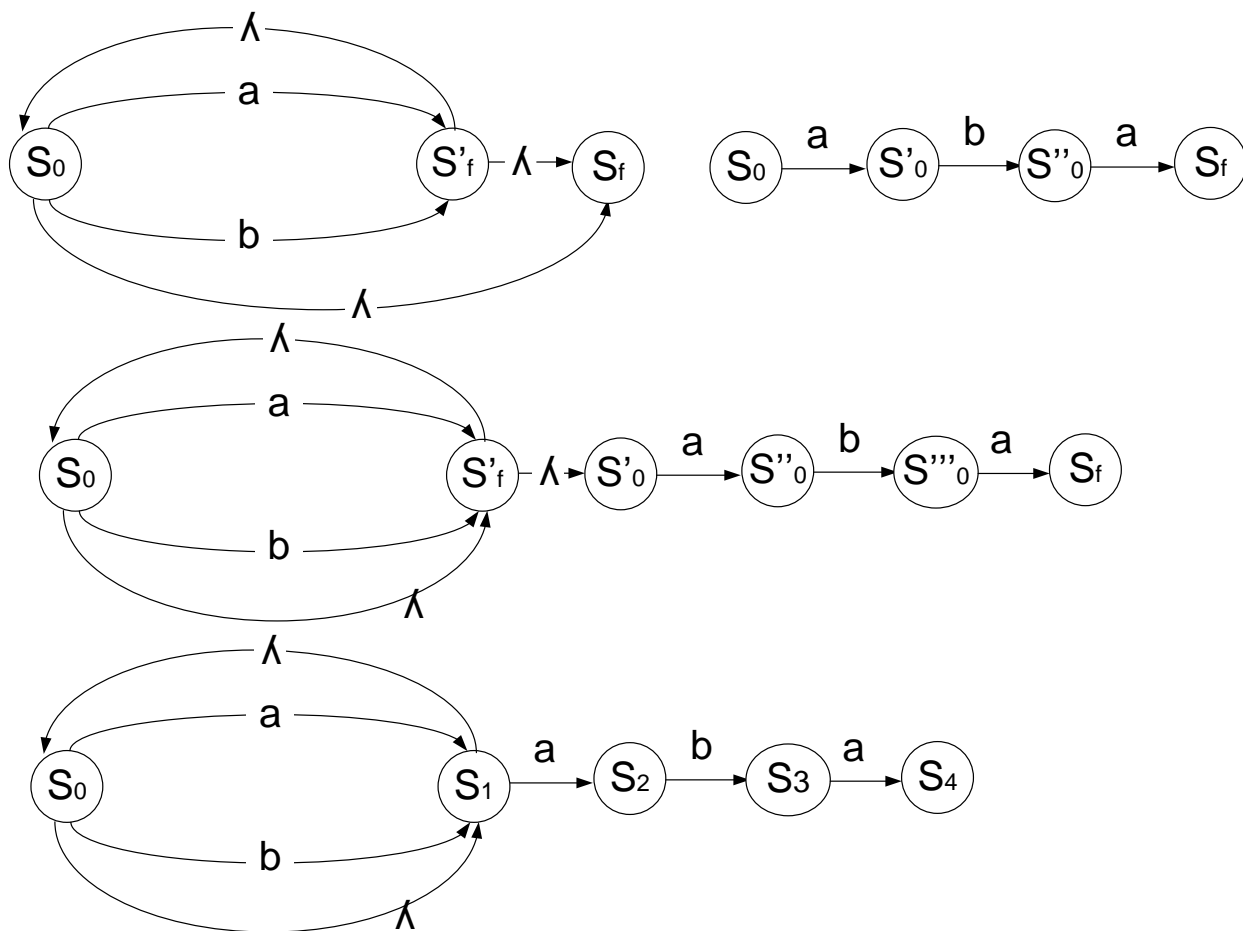 λ
a a b a
S0 S'f λ Sf S0 S'0 S''0 Sf
b
λ
λ
a
a b a
S0 S'f λ S'0 S''0 S'''0 Sf
b
λ
λ
a
a b a
S0 S1 S2 S3 S4
b
λ